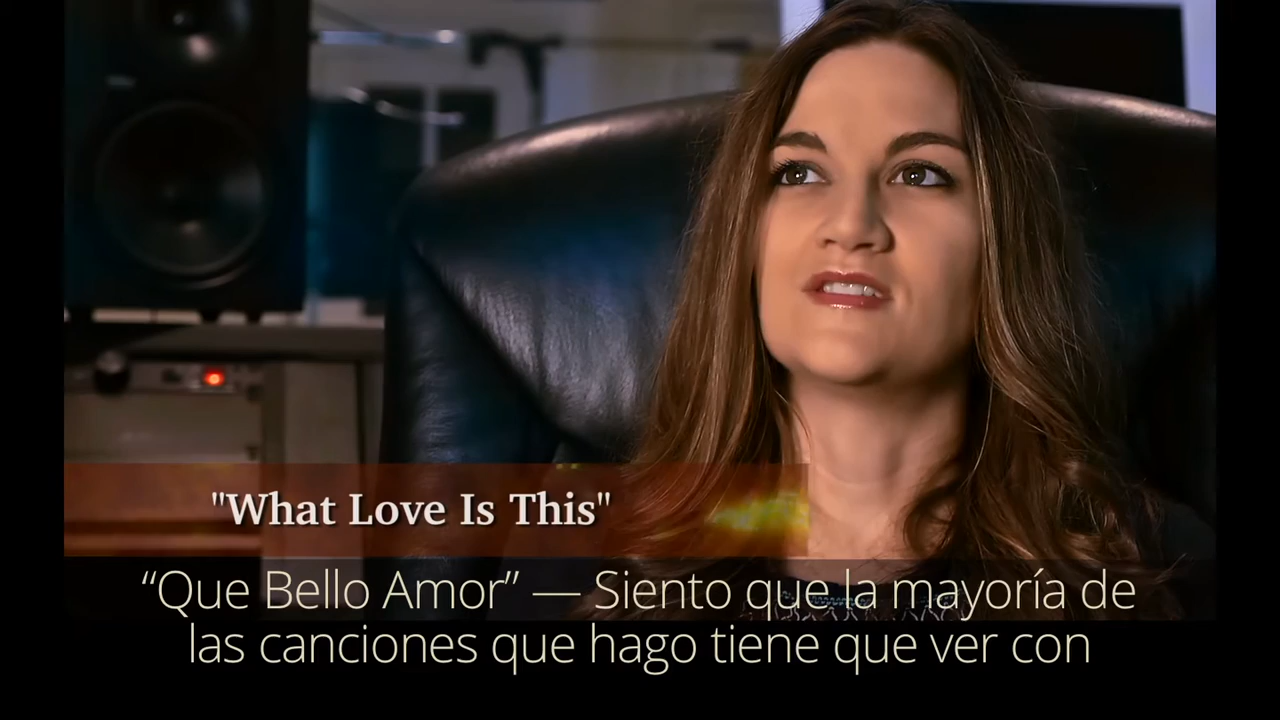 "What Love Is This"
“Que Bello Amor” — Siento que la mayoría de
las canciones que hago tiene que ver con